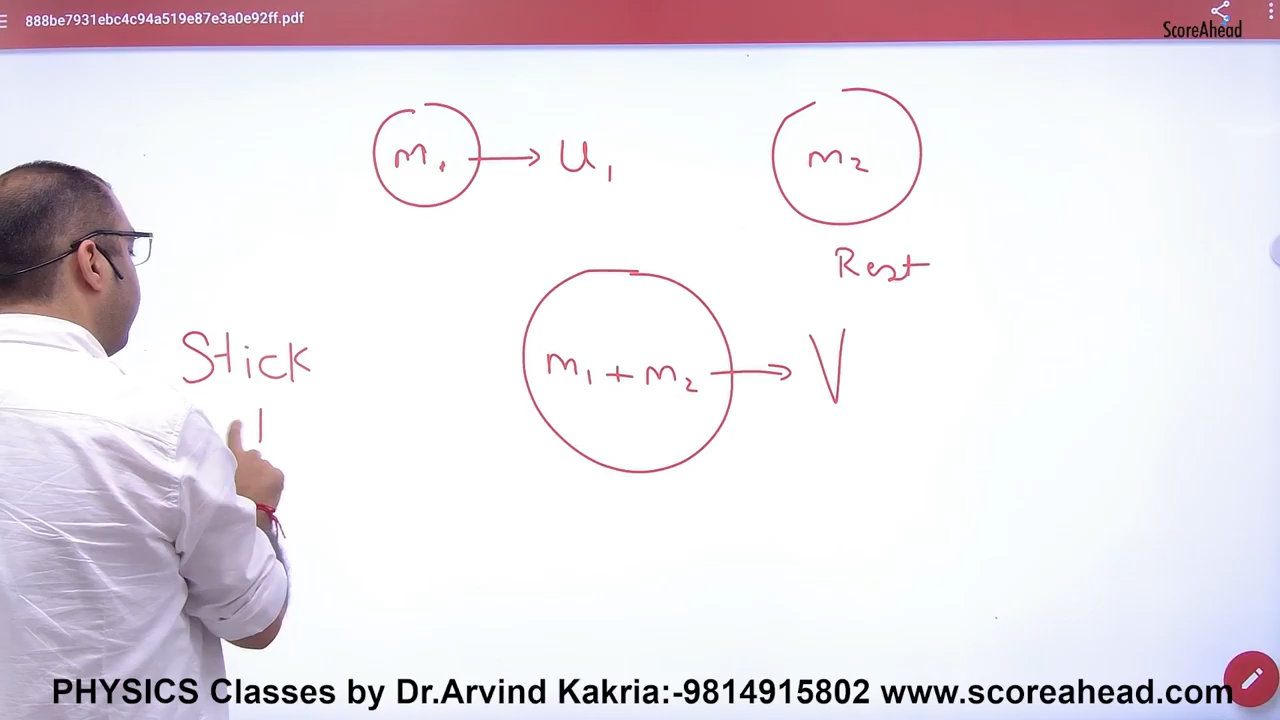 888be7931ebc4c94a519e87e3a0e92ff.pdf
ScoreAhead
m1 → u1
m2
Rest
Stick
m1 + m2 → V
PHYSICS Classes by Dr.Arvind Kakria:-9814915802 www.scoreahead.com